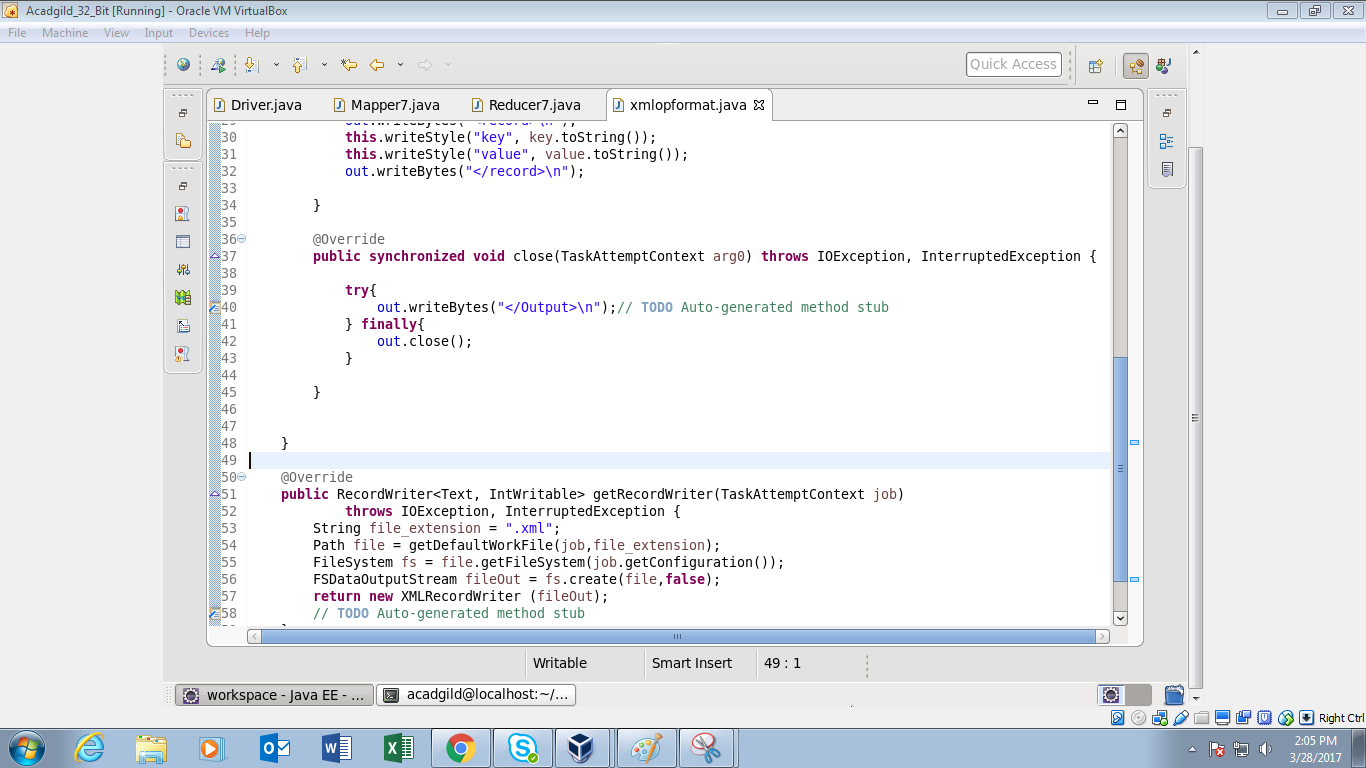 Acadgild_32_Bit [Running] - Oracle VM VirtualBox
File Machine View Input Devices Help
Quick Access
Driver.java Mapper7.java Reducer7.java xmlopformat.java
30 this.writeStyle("key", key.toString());
31 this.writeStyle("value", value.toString());
32 out.writeBytes("</record>\n");
33
34 }
35
36 @Override
37 public synchronized void close(TaskAttemptContext arg0) throws IOException, InterruptedException {
38
39 try{
40 out.writeBytes("</Output>\n");// TODO Auto-generated method stub
41 } finally{
42 out.close();
43 }
44
45 }
46
47
48 }
49
50 @Override
51 public RecordWriter<Text, IntWritable> getRecordWriter(TaskAttemptContext job)
52 throws IOException, InterruptedException {
53 String file_extension = ".xml";
54 Path file = getDefaultWorkFile(job,file_extension);
55 FileSystem fs = file.getFileSystem(job.getConfiguration());
56 FSDataOutputStream fileOut = fs.create(file,false);
57 return new XMLRecordWriter (fileOut);
58 // TODO Auto-generated method stub
Writable Smart Insert 49 : 1
workspace - Java EE - ... acadgild@localhost:~/...
Right Ctrl
2:05 PM
3/28/2017